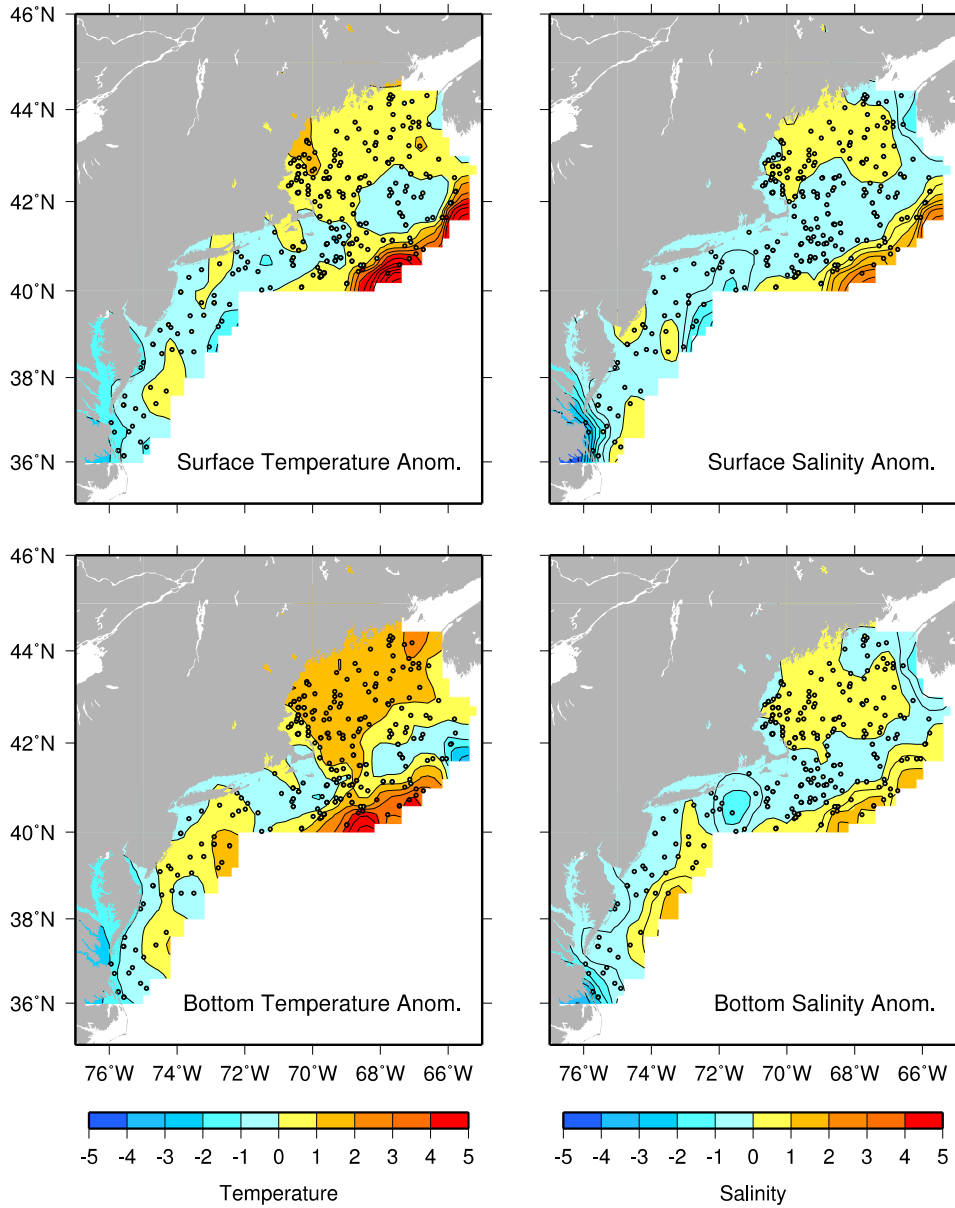 46˚N
44˚N
42˚N
40˚N
38˚N
36˚N
Surface Temperature Anom.
Surface Salinity Anom.
46˚N
44˚N
42˚N
40˚N
38˚N
36˚N
Bottom Temperature Anom.
Bottom Salinity Anom.
76˚W 74˚W 72˚W 70˚W 68˚W 66˚W
76˚W 74˚W 72˚W 70˚W 68˚W 66˚W
-5 -4 -3 -2 -1 0 1 2 3 4 5
-5 -4 -3 -2 -1 0 1 2 3 4 5
Temperature
Salinity